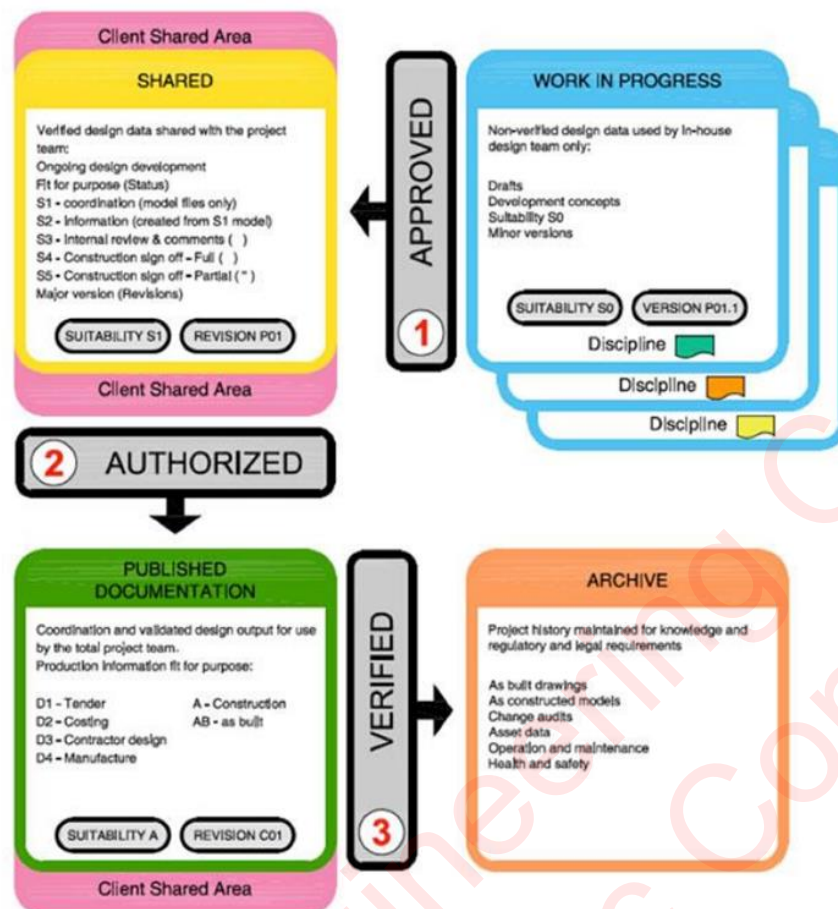 Client Shared Area
SHARED
Verified design data shared with the project
team:
Ongoing design development
Fit for purpose (Status)
S1 - coordination (model files only)
S2 - Information (created from S1 model)
S3 - Internal review & comments ( )
S4 - Construction sign off - Full ( )
S5 - Construction sign off - Partial ( " )
Major version (Revisions)
SUITABILITY S1
REVISION P01
Client Shared Area
APPROVED
1
WORK IN PROGRESS
Non-verified design data used by in-house
design team only:
Drafts
Development concepts
Suitability S0
Minor versions
SUITABILITY S0
VERSION P01.1
Discipline
Discipline
Discipline
2 AUTHORIZED
PUBLISHED
DOCUMENTATION
Coordination and validated design output for use
by the total project team.
Production information fit for purpose:
D1 - Tender
D2 - Costing
D3 - Contractor design
D4 - Manufacture
A - Construction
AB - as built
SUITABILITY A
REVISION C01
Client Shared Area
VERIFIED
3
ARCHIVE
Project history maintained for knowledge and
regulatory and legal requirements
As built drawings
As constructed models
Change audits
Asset data
Operation and maintenance
Health and safety